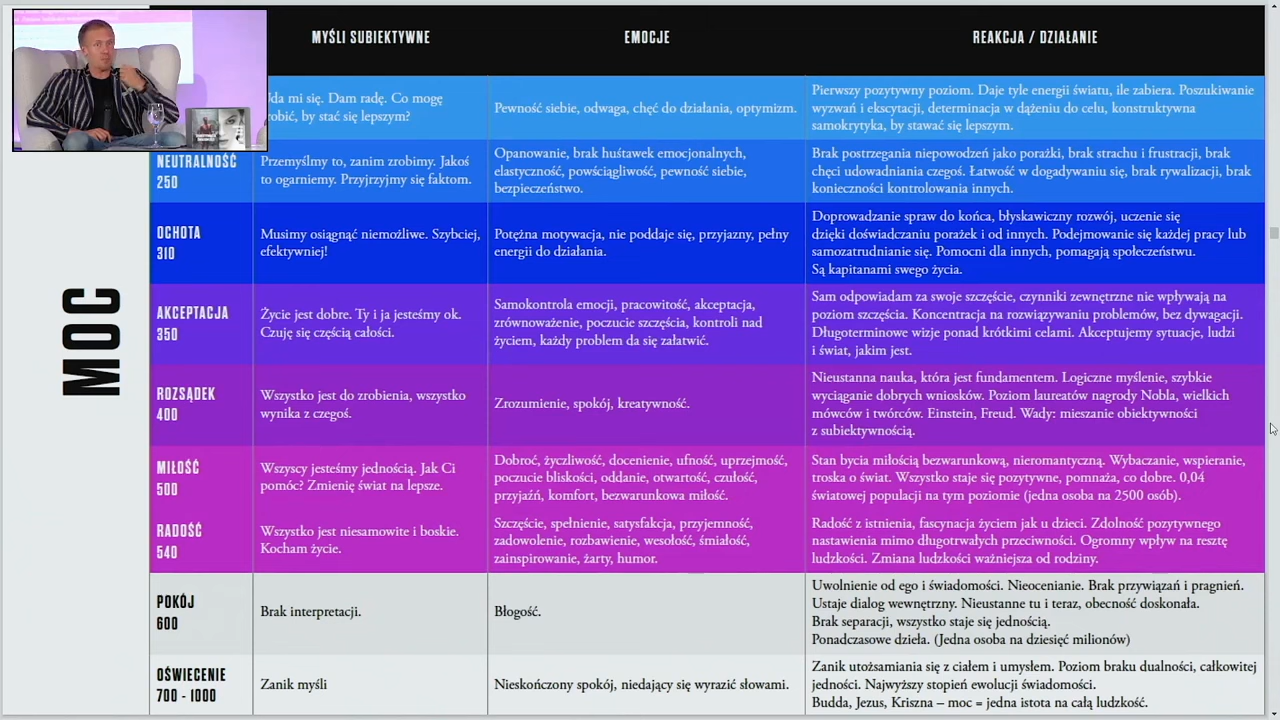 MYŚLI SUBIEKTYWNE
EMOCJE
REAKCJA / DZIAŁANIE
MOC
Uda mi się. Dam radę. Co mogę
zrobić, by stać się lepszym?
Pewność siebie, odwaga, chęć do działania, optymizm.
Pierwszy pozytywny poziom. Daje tyle energii światu, ile zabiera. Poszukiwanie
wyzwań i ekscytacji, determinacja w dążeniu do celu, konstruktywna
samokrytyka, by stawać się lepszym.
NEUTRALNOŚĆ
250
Przemyślmy to, zanim zrobimy. Jakoś
to ogarniemy. Przyjrzyjmy się faktom.
Opanowanie, brak huśtawek emocjonalnych,
elastyczność, powściągliwość, pewność siebie,
bezpieczeństwo.
Brak postrzegania niepowodzeń jako porażki, brak strachu i frustracji, brak
chęci udowadniania czegoś. Łatwość w dogadywaniu się, brak rywalizacji, brak
konieczności kontrolowania innych.
OCHOTA
310
Musimy osiągnąć niemożliwe. Szybciej,
efektywniej!
Potężna motywacja, nie poddaje się, przyjazny, pełny
energii do działania.
Doprowadzanie spraw do końca, błyskawiczny rozwój, uczenie się
dzięki doświadczaniu porażek i od innych. Podejmowanie się każdej pracy lub
samozatrudnianie się. Pomocni dla innych, pomagają społeczeństwu.
Są kapitanami swego życia.
AKCEPTACJA
350
Życie jest dobre. Ty i ja jesteśmy ok.
Czuję się częścią całości.
Samokontrola emocji, pracowitość, akceptacja,
zrównoważenie, poczucie szczęścia, kontroli nad
życiem, każdy problem da się załatwić.
Sam odpowiadam za swoje szczęście, czynniki zewnętrzne nie wpływają na
poziom szczęścia. Koncentracja na rozwiązywaniu problemów, bez dywagacji.
Długoterminowe wizje ponad krótkimi celami. Akceptujemy sytuacje, ludzi
i świat, jakim jest.
ROZSĄDEK
400
Wszystko jest do zrobienia, wszystko
wynika z czegoś.
Zrozumienie, spokój, kreatywność.
Nieustanna nauka, która jest fundamentem. Logiczne myślenie, szybkie
wyciąganie dobrych wniosków. Poziom laureatów nagrody Nobla, wielkich
mówców i twórców. Einstein, Freud. Wady: mieszanie obiektywności
z subiektywnością.
MIŁOŚĆ
500
Wszyscy jesteśmy jednością. Jak Ci
pomóc? Zmienię świat na lepsze.
Dobroć, życzliwość, docenienie, ufność, uprzejmość,
poczucie bliskości, oddanie, otwartość, czułość,
przyjaźń, komfort, bezwarunkowa miłość.
Stan bycia miłością bezwarunkową, nieromantyczną. Wybaczanie, wspieranie,
troska o świat. Wszystko staje się pozytywne, pomnaża, co dobre. 0,04
światowej populacji na tym poziomie (jedna osoba na 2500 osób).
RADOŚĆ
540
Wszystko jest niesamowite i boskie.
Kocham życie.
Szczęście, spełnienie, satysfakcja, przyjemność,
zadowolenie, rozbawienie, wesołość, śmiałość,
zainspirowanie, żarty, humor.
Radość z istnienia, fascynacja życiem jak u dzieci. Zdolność pozytywnego
nastawienia mimo długotrwałych przeciwności. Ogromny wpływ na resztę
ludzkości. Zmiana ludzkości ważniejsza od rodziny.
POKÓJ
600
Brak interpretacji.
Błogość.
Uwolnienie od ego i świadomości. Nieocenianie. Brak przywiązań i pragnień.
Ustaje dialog wewnętrzny. Nieustanne tu i teraz, obecność doskonała.
Brak separacji, wszystko staje się jednością.
Ponadczasowe dzieła. (Jedna osoba na dziesięć milionów)
OŚWIECENIE
700 - 1000
Zanik myśli
Nieskończony spokój, niedający się wyrazić słowami.
Zanik utożsamiania się z ciałem i umysłem. Poziom braku dualności, całkowitej
jedności. Najwyższy stopień ewolucji świadomości.
Budda, Jezus, Kriszna – moc = jedna istota na całą ludzkość.